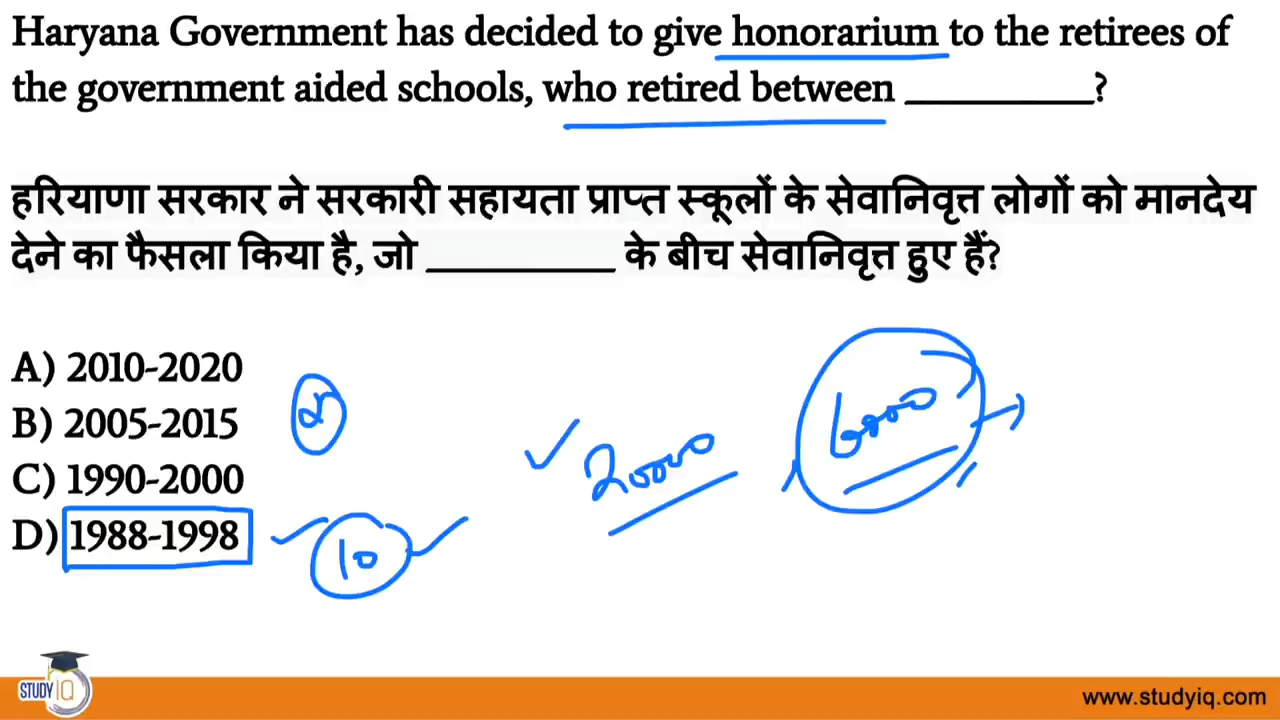 Haryana Government has decided to give honorarium to the retirees of
the government aided schools, who retired between __________?
हरियाणा सरकार ने सरकारी सहायता प्राप्त स्कूलों के सेवानिवृत्त लोगों को मानदेय
देने का फैसला किया है, जो __________ के बीच सेवानिवृत्त हुए हैं?
A) 2010-2020
B) 2005-2015
C) 1990-2000
D) 1988-1998
10
20000
6000
STUDY IQ
www.studyiq.com